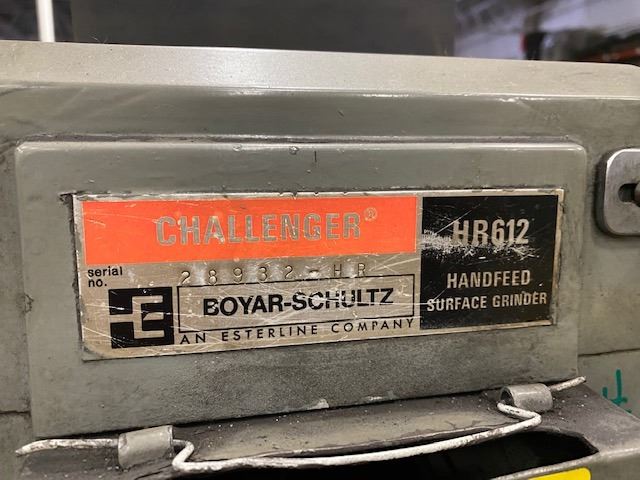 CHALLENGER®
serial no. 28932-HR
BOYAR-SCHULTZ
AN ESTERLINE COMPANY
HR612
HANDFEED
SURFACE GRINDER